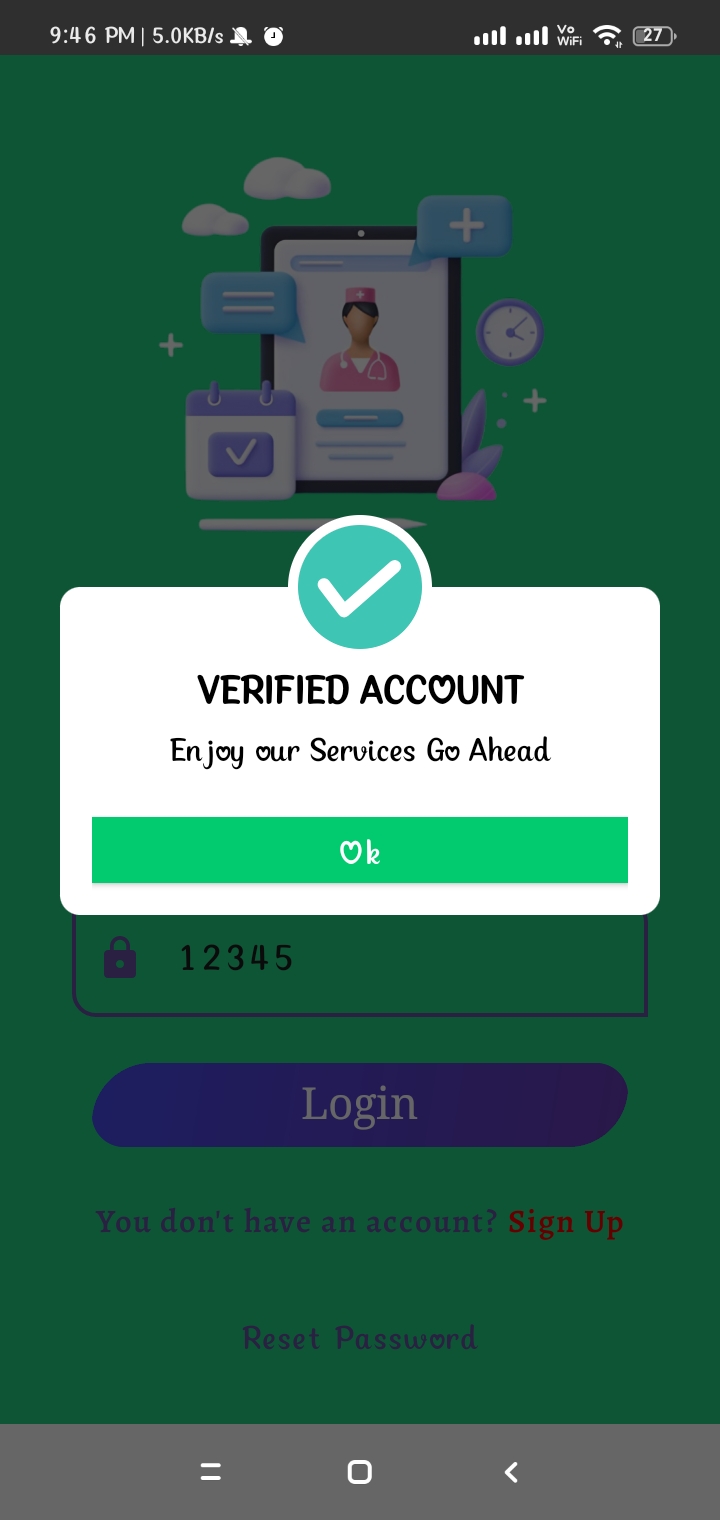 9:46 PM | 5.0KB/s Vo WiFi 27
VERIFIED ACCOUNT
Enjoy our Services Go Ahead
Ok
12345
Login
You don't have an account? Sign Up
Reset Password